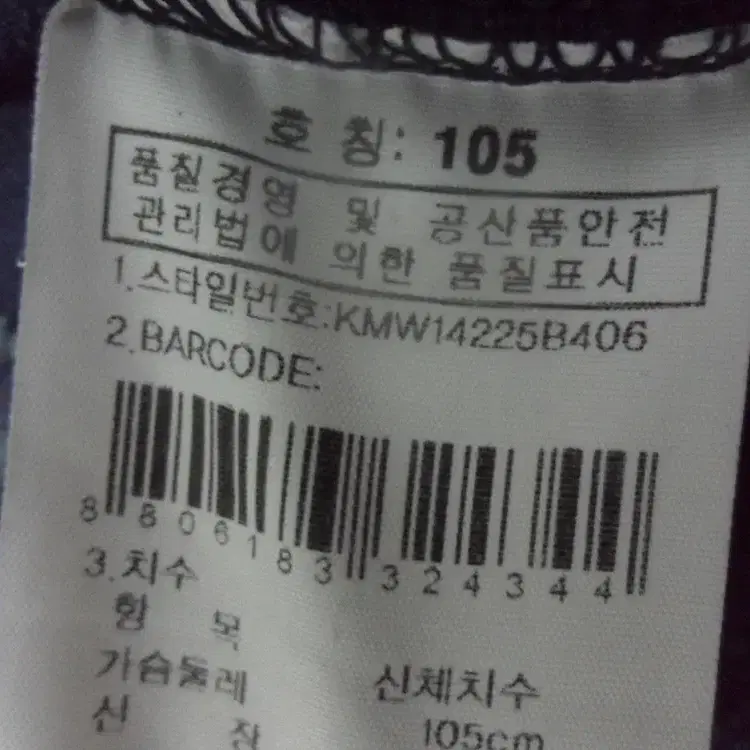 호 칭: 105
품질경영 및 공산품안전
관리법에 의한 품질표시
1.스타일번호:KMW14225B406
2.BARCODE:
8 806183 324344
3.치수
항 목 신체치수
가슴둘레 105cm
신 장